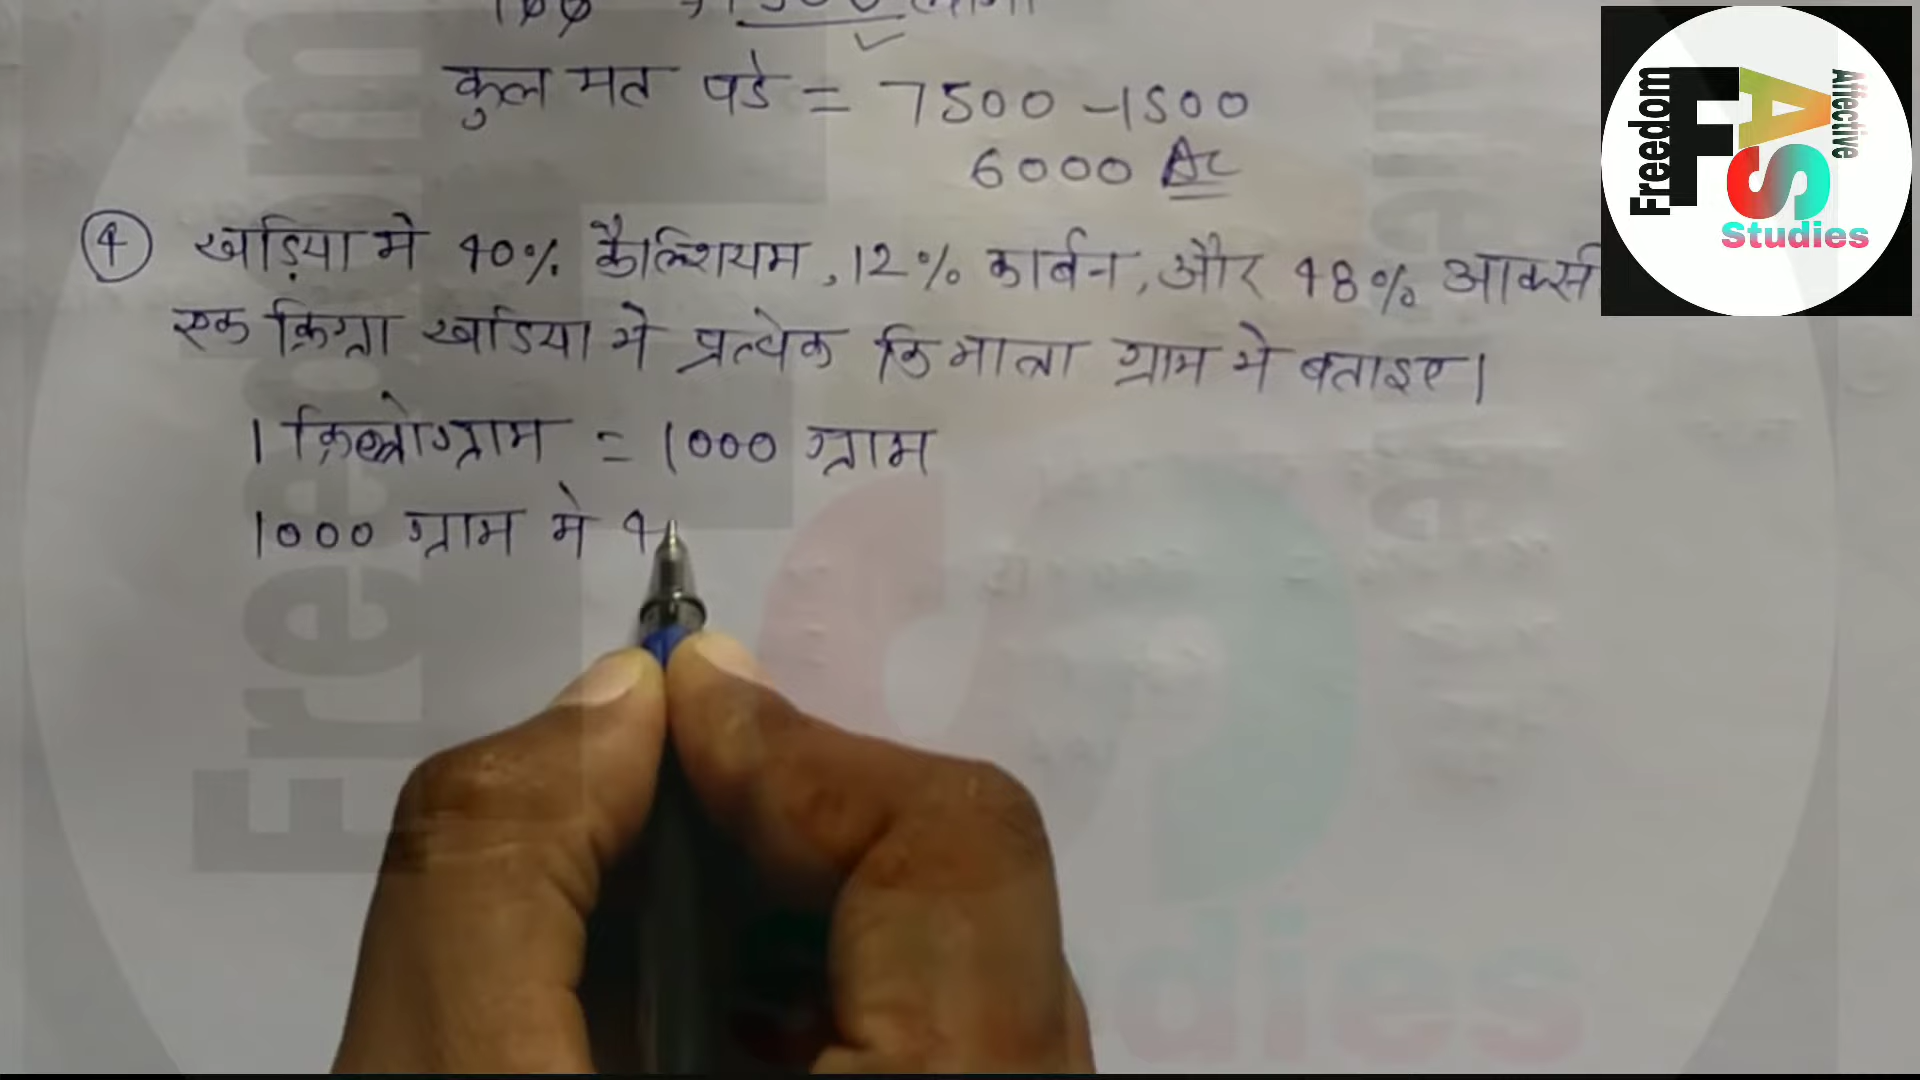 कुल मत पडे = 7500 - 1500
6000 Ac
④ खड़िया मे 40% कैल्शियम, 12% कार्बन, और 48% आक्स
एक किग्रा खडिया मे प्रत्येक कि मात्रा ग्राम मे बताइए।
1 किलोग्राम = 1000 ग्राम
1000 ग्राम मे 4
Freedom
FAS
Affective
Studies